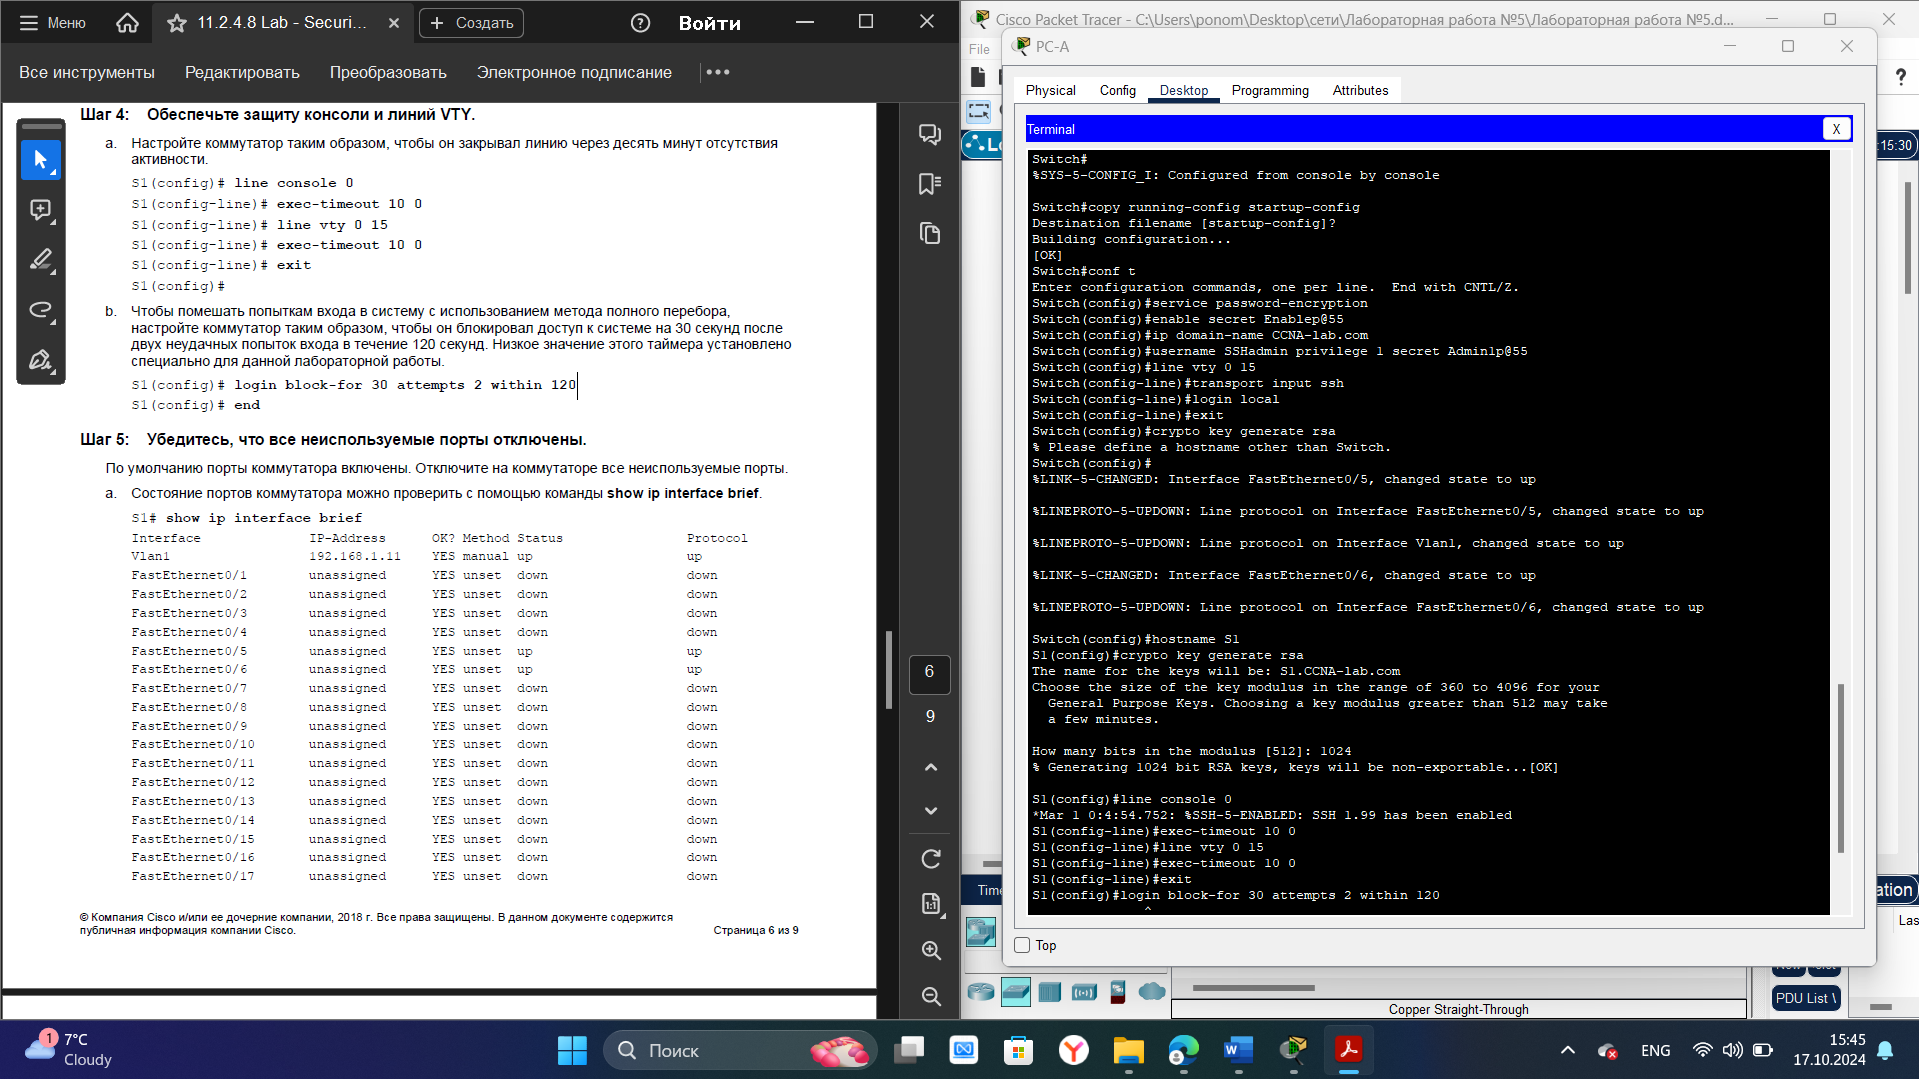 Меню
11.2.4.8 Lab - Securi...
Создать
Войти
Все инструменты
Редактировать
Преобразовать
Электронное подписание
Шаг 4: Обеспечьте защиту консоли и линий VTY.
a. Настройте коммутатор таким образом, чтобы он закрывал линию через десять минут отсутствия
активности.
S1(config)# line console 0
S1(config-line)# exec-timeout 10 0
S1(config-line)# line vty 0 15
S1(config-line)# exec-timeout 10 0
S1(config-line)# exit
S1(config)#
b. Чтобы помешать попыткам входа в систему с использованием метода полного перебора,
настройте коммутатор таким образом, чтобы он блокировал доступ к системе на 30 секунд после
двух неудачных попыток входа в течение 120 секунд. Низкое значение этого таймера установлено
специально для данной лабораторной работы.
S1(config)# login block-for 30 attempts 2 within 120
S1(config)# end
Шаг 5: Убедитесь, что все неиспользуемые порты отключены.
По умолчанию порты коммутатора включены. Отключите на коммутаторе все неиспользуемые порты.
a. Состояние портов коммутатора можно проверить с помощью команды show ip interface brief.
S1# show ip interface brief
Interface IP-Address OK? Method Status Protocol
Vlan1 192.168.1.11 YES manual up up
FastEthernet0/1 unassigned YES unset down down
FastEthernet0/2 unassigned YES unset down down
FastEthernet0/3 unassigned YES unset down down
FastEthernet0/4 unassigned YES unset down down
FastEthernet0/5 unassigned YES unset up up
FastEthernet0/6 unassigned YES unset up up
FastEthernet0/7 unassigned YES unset down down
FastEthernet0/8 unassigned YES unset down down
FastEthernet0/9 unassigned YES unset down down
FastEthernet0/10 unassigned YES unset down down
FastEthernet0/11 unassigned YES unset down down
FastEthernet0/12 unassigned YES unset down down
FastEthernet0/13 unassigned YES unset down down
FastEthernet0/14 unassigned YES unset down down
FastEthernet0/15 unassigned YES unset down down
FastEthernet0/16 unassigned YES unset down down
FastEthernet0/17 unassigned YES unset down down
© Компания Cisco и/или ее дочерние компании, 2018 г. Все права защищены. В данном документе содержится
публичная информация компании Cisco. Страница 6 из 9
6
9
Cisco Packet Tracer - C:\Users\ponom\Desktop\сети\Лабораторная работа №5\Лабораторная работа №5.d...
File
PC-A
Physical Config Desktop Programming Attributes
Terminal
X
Switch#
%SYS-5-CONFIG_I: Configured from console by console
Switch#copy running-config startup-config
Destination filename [startup-config]?
Building configuration...
[OK]
Switch#conf t
Enter configuration commands, one per line. End with CNTL/Z.
Switch(config)#service password-encryption
Switch(config)#enable secret Enablep@55
Switch(config)#ip domain-name CCNA-lab.com
Switch(config)#username SSHadmin privilege 1 secret Admin1p@55
Switch(config)#line vty 0 15
Switch(config-line)#transport input ssh
Switch(config-line)#login local
Switch(config-line)#exit
Switch(config)#crypto key generate rsa
% Please define a hostname other than Switch.
Switch(config)#
%LINK-5-CHANGED: Interface FastEthernet0/5, changed state to up
%LINEPROTO-5-UPDOWN: Line protocol on Interface FastEthernet0/5, changed state to up
%LINEPROTO-5-UPDOWN: Line protocol on Interface Vlan1, changed state to up
%LINK-5-CHANGED: Interface FastEthernet0/6, changed state to up
%LINEPROTO-5-UPDOWN: Line protocol on Interface FastEthernet0/6, changed state to up
Switch(config)#hostname S1
S1(config)#crypto key generate rsa
The name for the keys will be: S1.CCNA-lab.com
Choose the size of the key modulus in the range of 360 to 4096 for your
General Purpose Keys. Choosing a key modulus greater than 512 may take
a few minutes.
How many bits in the modulus [512]: 1024
% Generating 1024 bit RSA keys, keys will be non-exportable...[OK]
S1(config)#line console 0
*Mar 1 0:4:54.752: %SSH-5-ENABLED: SSH 1.99 has been enabled
S1(config-line)#exec-timeout 10 0
S1(config-line)#line vty 0 15
S1(config-line)#exec-timeout 10 0
S1(config-line)#exit
S1(config)#login block-for 30 attempts 2 within 120
^
Top
:15:30
Time
ation
Las
PDU List \
Copper Straight-Through
1
7°C
Cloudy
Поиск
ENG
15:45
17.10.2024